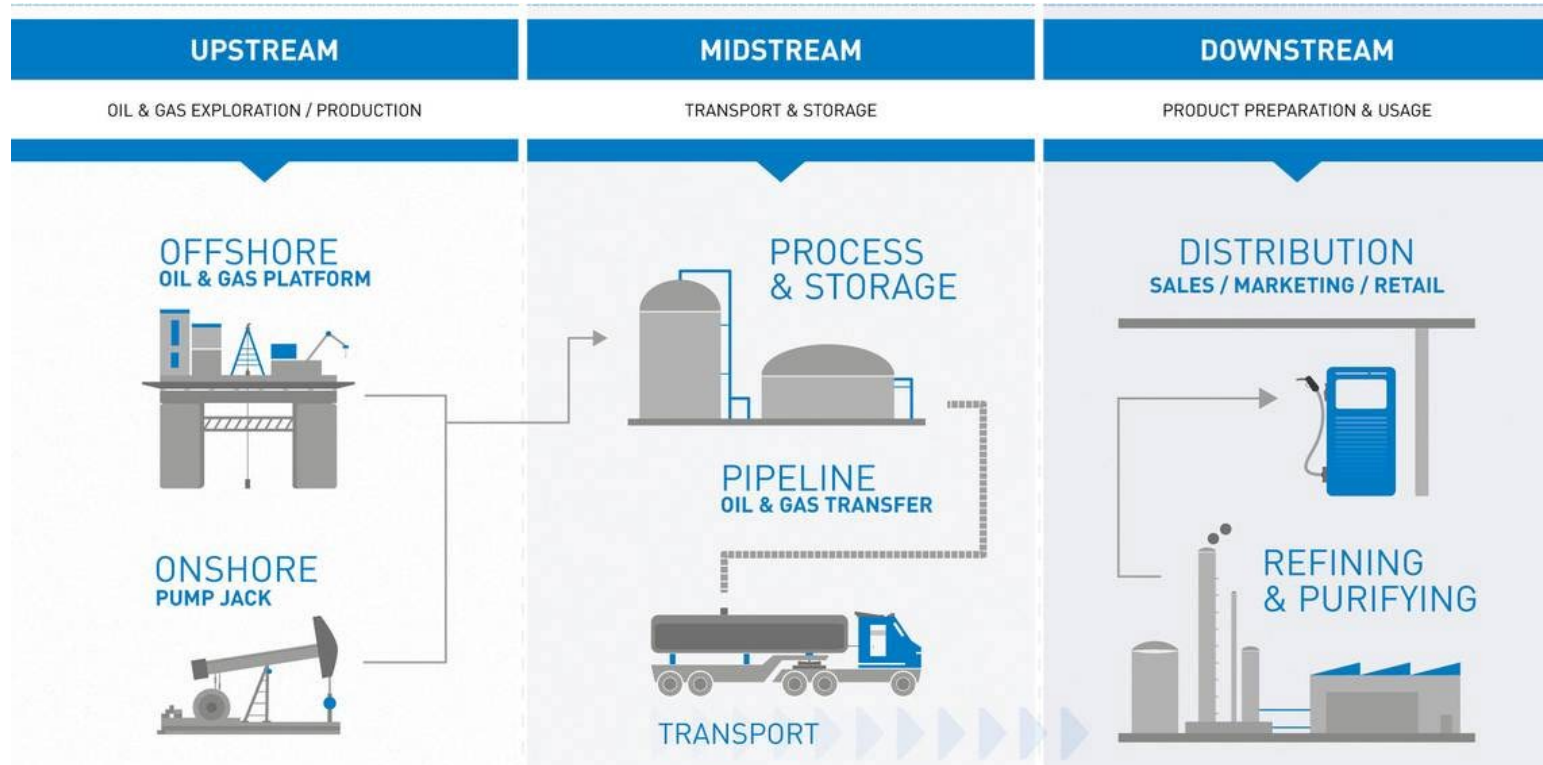 UPSTREAM
OIL & GAS EXPLORATION / PRODUCTION
OFFSHORE
OIL & GAS PLATFORM
ONSHORE
PUMP JACK
MIDSTREAM
TRANSPORT & STORAGE
PROCESS
& STORAGE
PIPELINE
OIL & GAS TRANSFER
TRANSPORT
DOWNSTREAM
PRODUCT PREPARATION & USAGE
DISTRIBUTION
SALES / MARKETING / RETAIL
REFINING
& PURIFYING